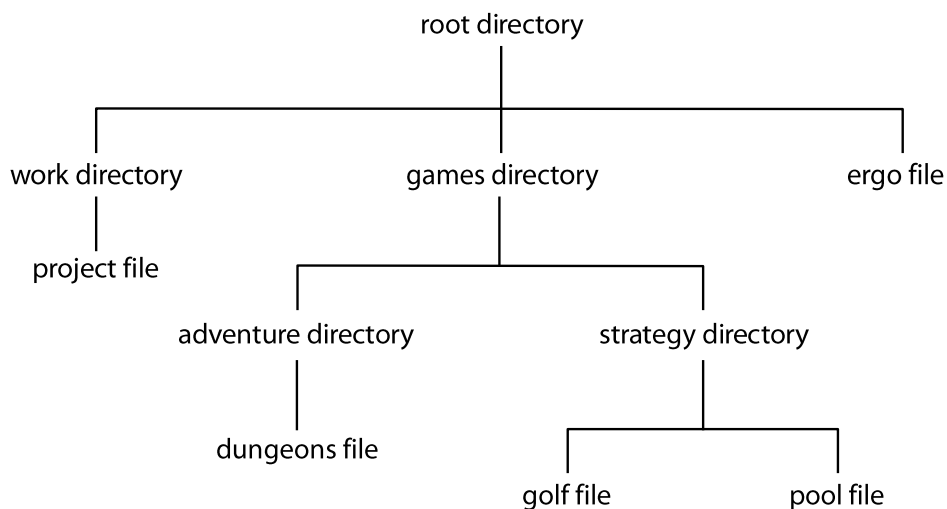 root directory
work directory
games directory
ergo file
project file
adventure directory
strategy directory
dungeons file
golf file
pool file